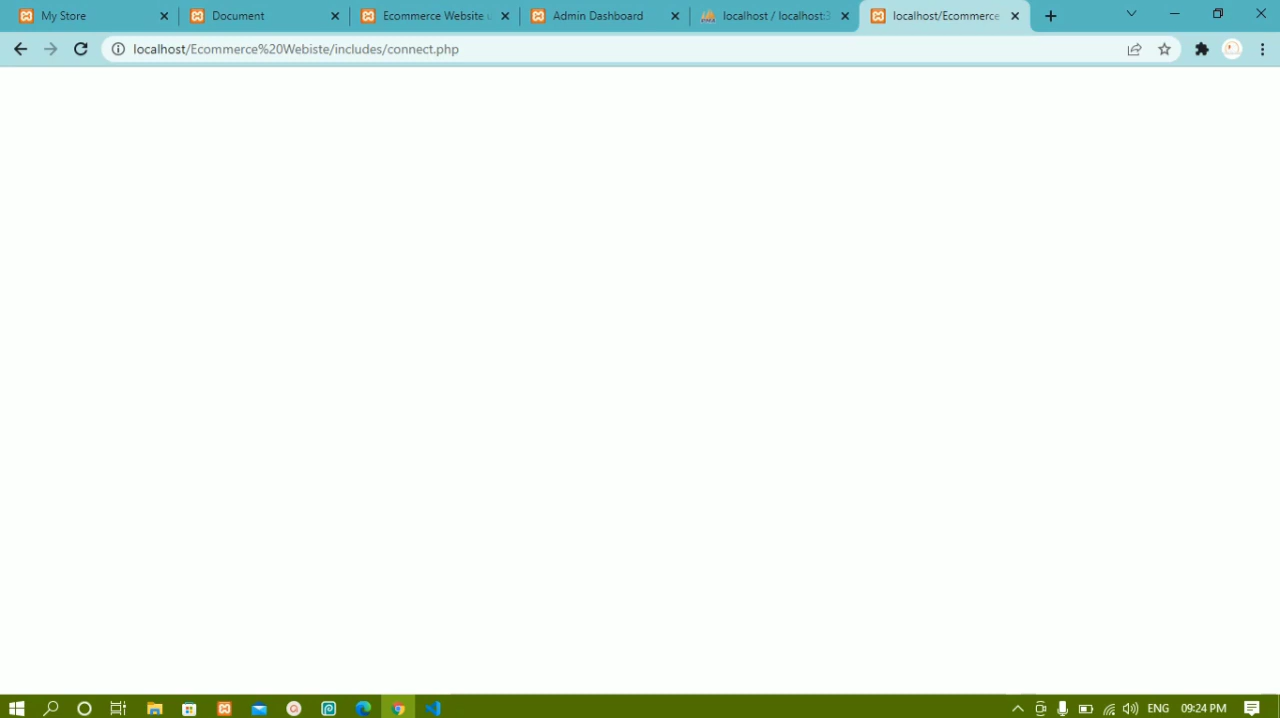 My Store
Document
Ecommerce Website u
Admin Dashboard
localhost / localhost:3
localhost/Ecommerce
localhost/Ecommerce%20Webiste/includes/connect.php
ENG
09:24 PM